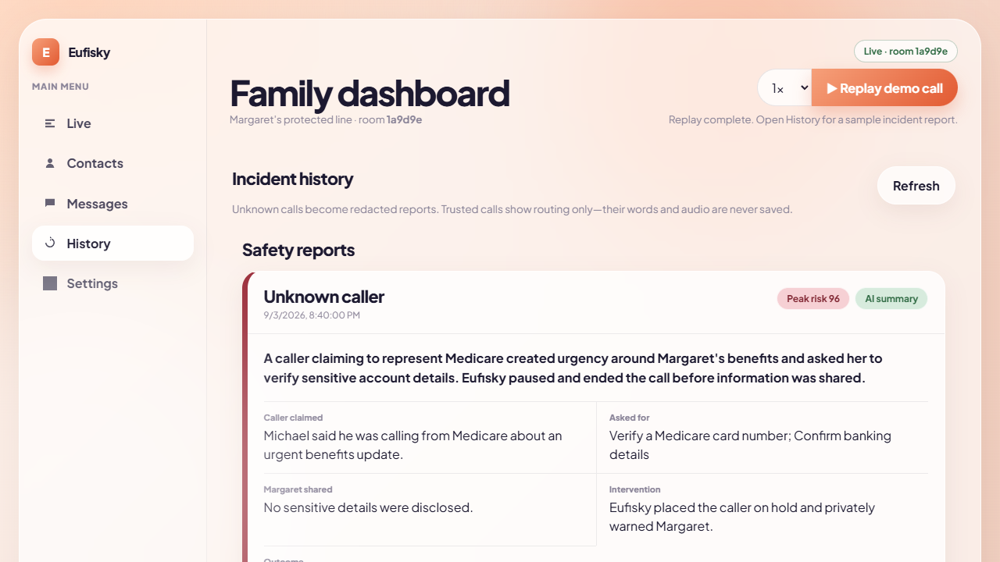 E Eufisky
MAIN MENU
Live
Contacts
Messages
History
Settings
Live · room 1a9d9e
Family dashboard
1×
▶ Replay demo call
Margaret's protected line · room 1a9d9e
Replay complete. Open History for a sample incident report.
Incident history
Refresh
Unknown calls become redacted reports. Trusted calls show routing only—their words and audio are never saved.
Safety reports
Unknown caller
Peak risk 96
AI summary
9/3/2026, 8:40:00 PM
A caller claiming to represent Medicare created urgency around Margaret's benefits and asked her to
verify sensitive account details. Eufisky paused and ended the call before information was shared.
Caller claimed
Michael said he was calling from Medicare about an
urgent benefits update.
Asked for
Verify a Medicare card number; Confirm banking
details
Margaret shared
No sensitive details were disclosed.
Intervention
Eufisky placed the caller on hold and privately
warned Margaret.
Outcome